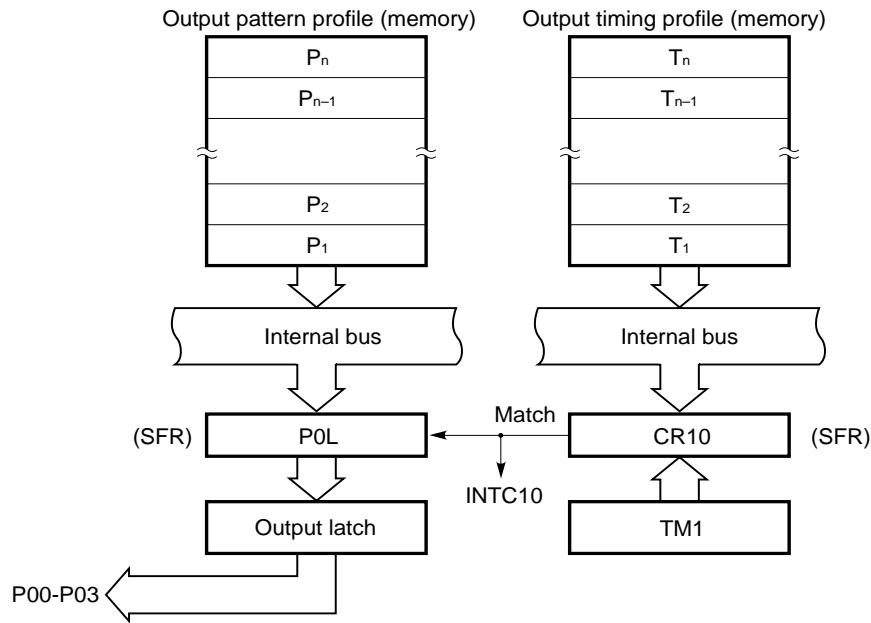 Output pattern profile (memory) Output timing profile (memory)
Pn Tn
Pn–1 Tn–1
P2 T2
P1 T1
Internal bus Internal bus
Match
(SFR) P0L CR10 (SFR)
INTC10
Output latch TM1
P00-P03